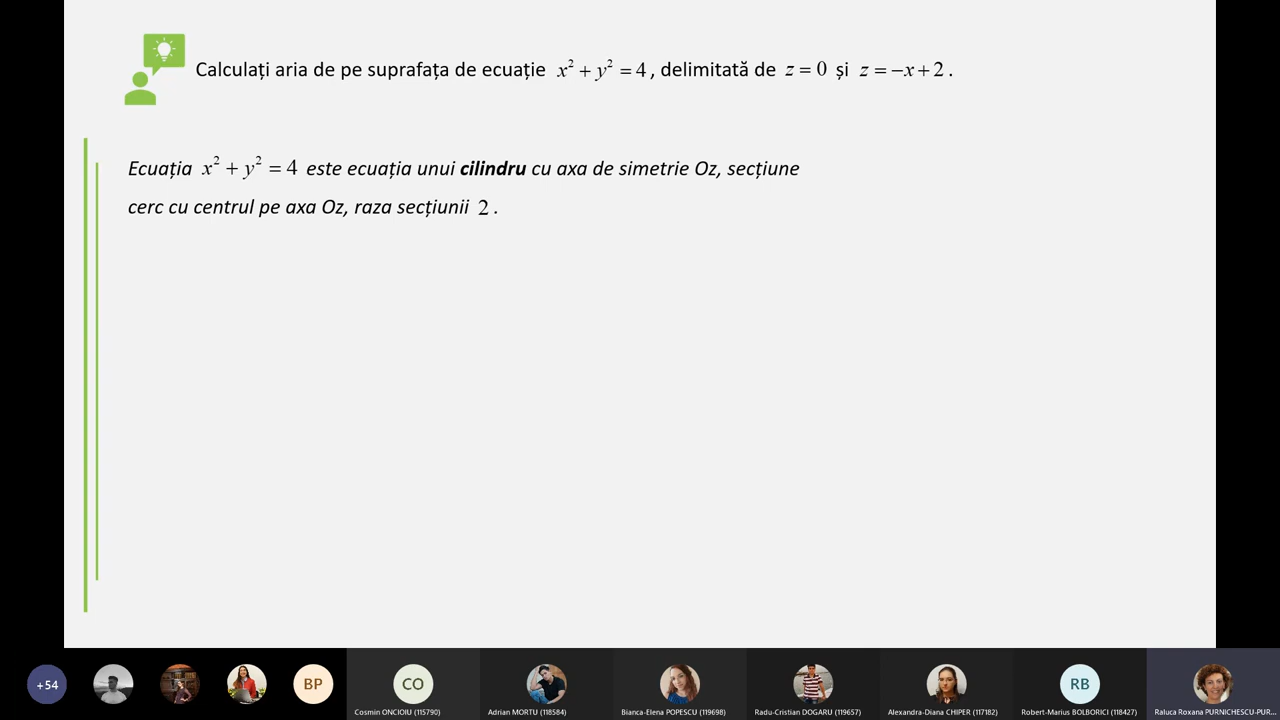 Calculați aria de pe suprafața de ecuație x² + y² = 4, delimitată de z = 0 și z = −x + 2.
Ecuația x² + y² = 4 este ecuația unui cilindru cu axa de simetrie Oz, secțiune
cerc cu centrul pe axa Oz, raza secțiunii 2.
+54
BP
CO
RB
Cosmin ONCIOIU (115790)
Adrian MORTU (118584)
Bianca-Elena POPESCU (119698)
Radu-Cristian DOGARU (119657)
Alexandra-Diana CHIPER (117182)
Robert-Marius BOLBORICI (118427)
Raluca Roxana PURNICHESCU-PUR...